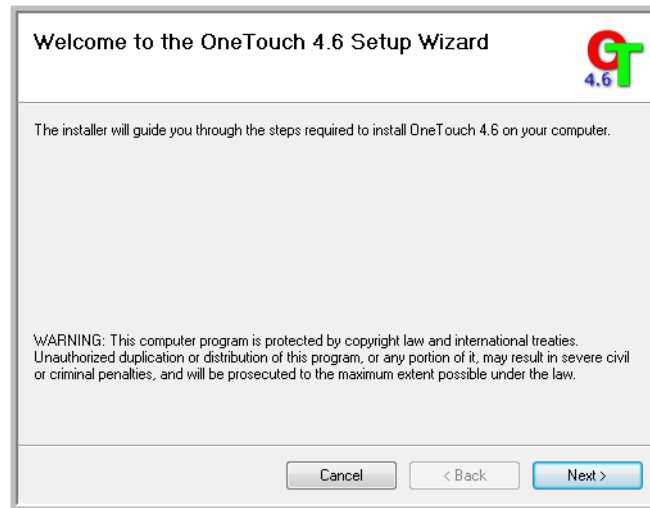 Welcome to the OneTouch 4.6 Setup Wizard
OT
4.6
The installer will guide you through the steps required to install OneTouch 4.6 on your computer.
WARNING: This computer program is protected by copyright law and international treaties.
Unauthorized duplication or distribution of this program, or any portion of it, may result in severe civil
or criminal penalties, and will be prosecuted to the maximum extent possible under the law.
Cancel < Back Next >